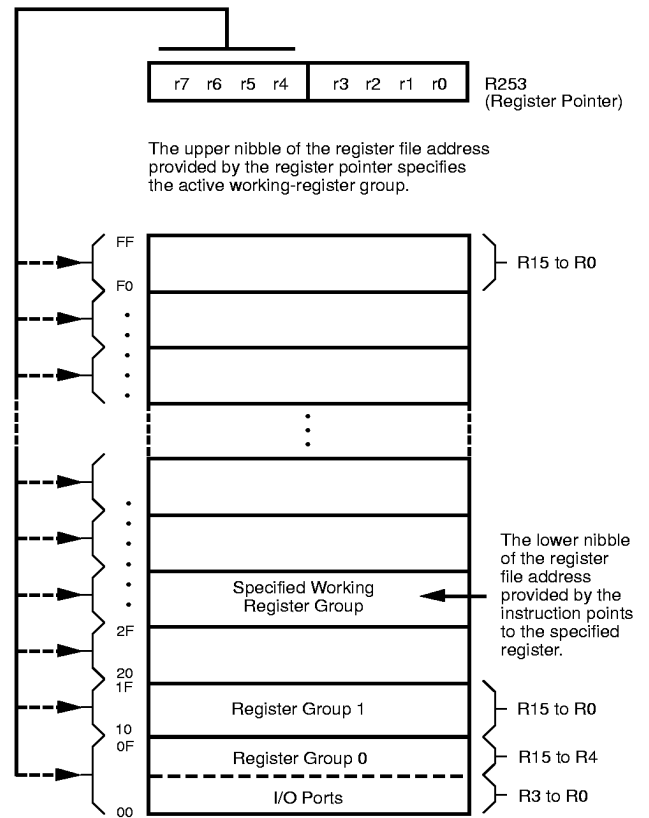 r7 r6 r5 r4 r3 r2 r1 r0
R253
(Register Pointer)
The upper nibble of the register file address
provided by the register pointer specifies
the active working-register group.
FF
F0
R15 to R0
Specified Working
Register Group
The lower nibble
of the register
file address
provided by the
instruction points
to the specified
register.
2F
20
1F
Register Group 1
R15 to R0
10
0F
Register Group 0
R15 to R4
I/O Ports
R3 to R0
00